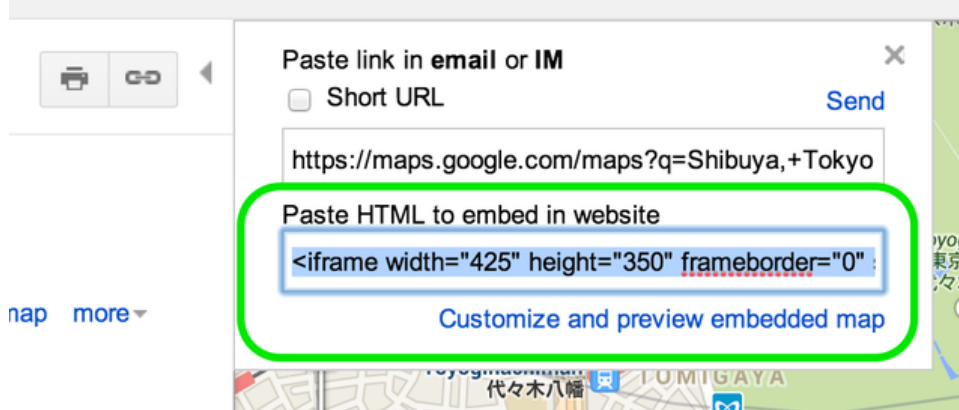 Paste link in email or IM
Short URL
Send
https://maps.google.com/maps?q=Shibuya,+Tokyo
Paste HTML to embed in website
<iframe width="425" height="350" frameborder="0"
map more
Customize and preview embedded map
代々木八幡
TOMIGAYA